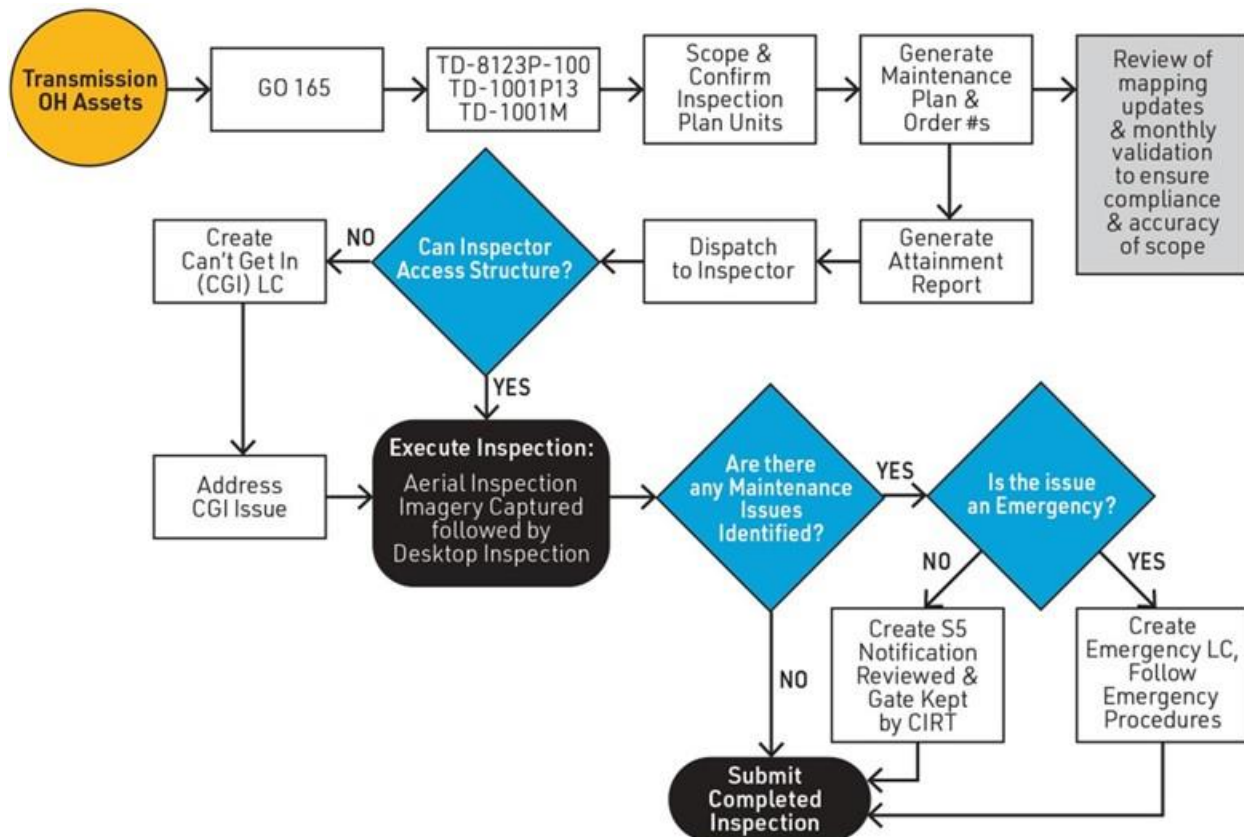 Transmission
OH Assets
GO 165
TD-8123P-100
TD-1001P13
TD-1001M
Scope &
Confirm
Inspection
Plan Units
Generate
Maintenance
Plan &
Order #s
Review of
mapping
updates
& monthly
validation
to ensure
compliance
& accuracy
of scope
Create
Can't Get In
(CGI) LC
NO
Can Inspector
Access Structure?
Dispatch
to Inspector
Generate
Attainment
Report
YES
Address
CGI Issue
Execute Inspection:
Aerial Inspection
Imagery Captured
followed by
Desktop Inspection
Are there
any Maintenance
Issues
Identified?
YES
Is the issue
an Emergency?
NO
YES
NO
Create S5
Notification
Reviewed &
Gate Kept
by CIRT
Create
Emergency LC,
Follow
Emergency
Procedures
Submit
Completed
Inspection